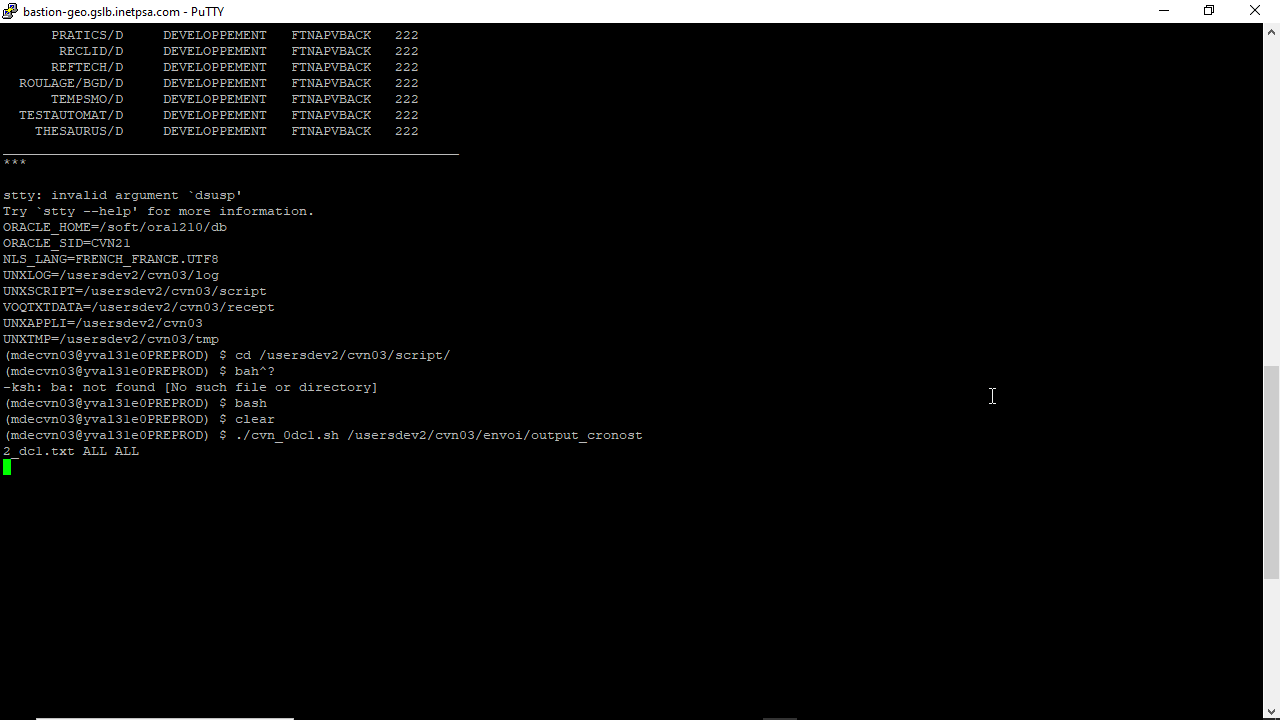 bastion-geo.gslb.inetpsa.com - PuTTY
PRATICS/D DEVELOPPEMENT FTNAPVBACK 222
RECLID/D DEVELOPPEMENT FTNAPVBACK 222
REFTECH/D DEVELOPPEMENT FTNAPVBACK 222
ROULAGE/BGD/D DEVELOPPEMENT FTNAPVBACK 222
TEMPSMO/D DEVELOPPEMENT FTNAPVBACK 222
TESTAUTOMAT/D DEVELOPPEMENT FTNAPVBACK 222
THESAURUS/D DEVELOPPEMENT FTNAPVBACK 222
_________________________________________________________
***
stty: invalid argument `dsusp'
Try `stty --help' for more information.
ORACLE_HOME=/soft/ora1210/db
ORACLE_SID=CVN21
NLS_LANG=FRENCH_FRANCE.UTF8
UNXLOG=/usersdev2/cvn03/log
UNXSCRIPT=/usersdev2/cvn03/script
VOQTXTDATA=/usersdev2/cvn03/recept
UNXAPPLI=/usersdev2/cvn03
UNXTMP=/usersdev2/cvn03/tmp
(mdecvn03@yval31e0PREPROD) $ cd /usersdev2/cvn03/script/
(mdecvn03@yval31e0PREPROD) $ bah^?
-ksh: ba: not found [No such file or directory]
(mdecvn03@yval31e0PREPROD) $ bash
(mdecvn03@yval31e0PREPROD) $ clear
(mdecvn03@yval31e0PREPROD) $ ./cvn_0dcl.sh /usersdev2/cvn03/envoi/output_cronost
2_dcl.txt ALL ALL